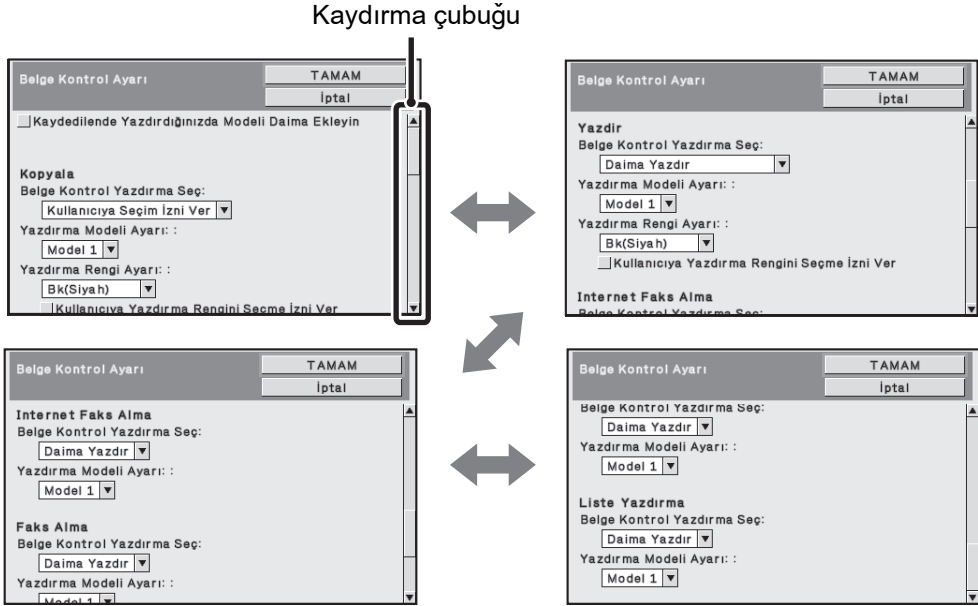 Kaydırma çubuğu
Belge Kontrol Ayarı
TAMAM
İptal
Kaydedilende Yazdırdığınızda Modeli Daima Ekleyin
Kopyala
Belge Kontrol Yazdırma Seç:
Kullanıcıya Seçim İzni Ver
Yazdırma Modeli Ayarı: :
Model 1
Yazdırma Rengi Ayarı: :
Bk(Siyah)
Kullanıcıya Yazdırma Rengini Seçme İzni Ver
Belge Kontrol Ayarı
TAMAM
İptal
Yazdir
Belge Kontrol Yazdırma Seç:
Daima Yazdır
Yazdırma Modeli Ayarı: :
Model 1
Yazdırma Rengi Ayarı: :
Bk(Siyah)
Kullanıcıya Yazdırma Rengini Seçme İzni Ver
Internet Faks Alma
Belge Kontrol Yazdırma Seç:
Belge Kontrol Ayarı
TAMAM
İptal
Internet Faks Alma
Belge Kontrol Yazdırma Seç:
Daima Yazdır
Yazdırma Modeli Ayarı: :
Model 1
Faks Alma
Belge Kontrol Yazdırma Seç:
Daima Yazdır
Yazdırma Modeli Ayarı: :
Model 1
Belge Kontrol Ayarı
TAMAM
İptal
Belge Kontrol Yazdırma Seç:
Daima Yazdır
Yazdırma Modeli Ayarı: :
Model 1
Liste Yazdırma
Belge Kontrol Yazdırma Seç:
Daima Yazdır
Yazdırma Modeli Ayarı: :
Model 1